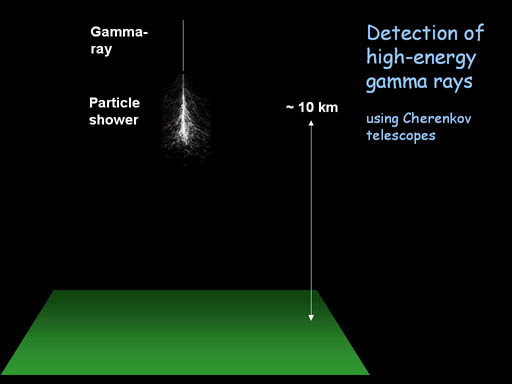 Gamma-
ray
Particle
shower
~ 10 km
Detection of
high-energy
gamma rays
using Cherenkov
telescopes